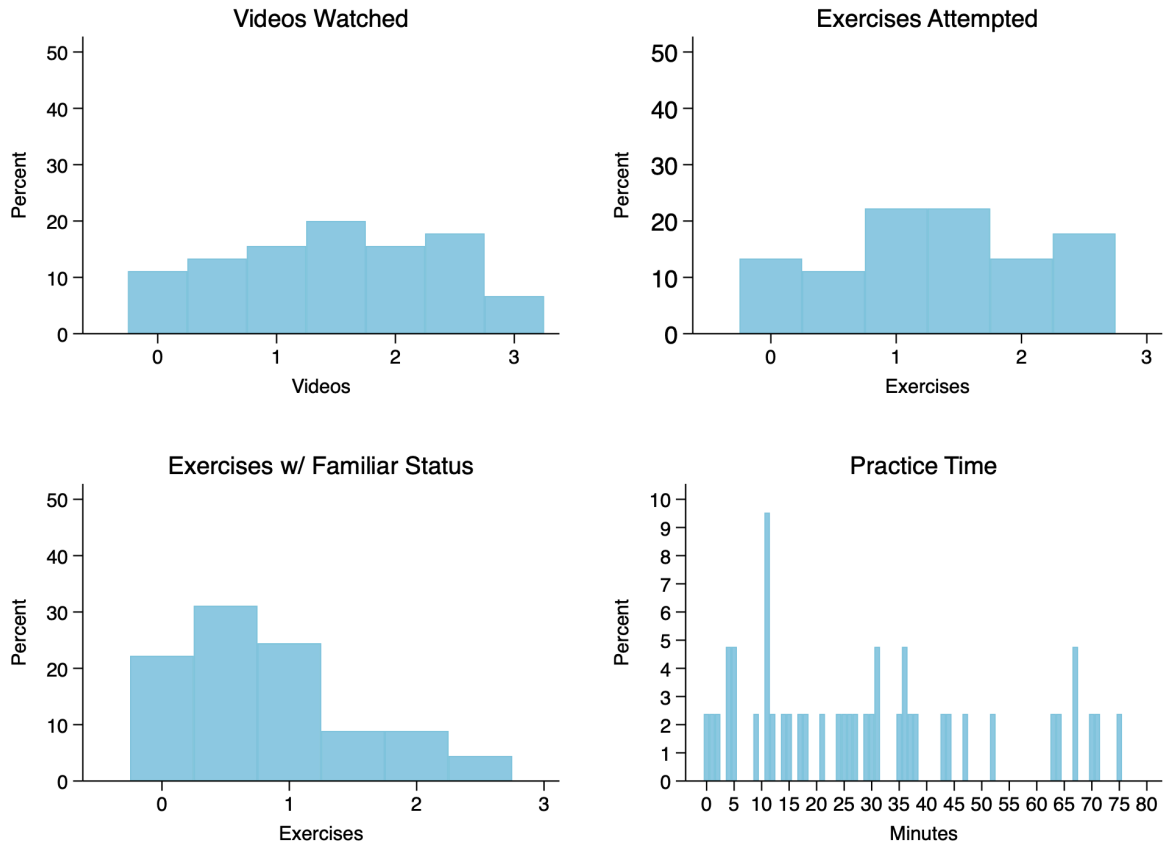 Videos Watched
50
40
30
20
10
0
Percent
0 1 2 3
Videos
Exercises Attempted
50
40
30
20
10
0
Percent
0 1 2 3
Exercises
Exercises w/ Familiar Status
50
40
30
20
10
0
Percent
0 1 2 3
Exercises
Practice Time
10
9
8
7
6
5
4
3
2
1
0
Percent
0 5 10 15 20 25 30 35 40 45 50 55 60 65 70 75 80
Minutes